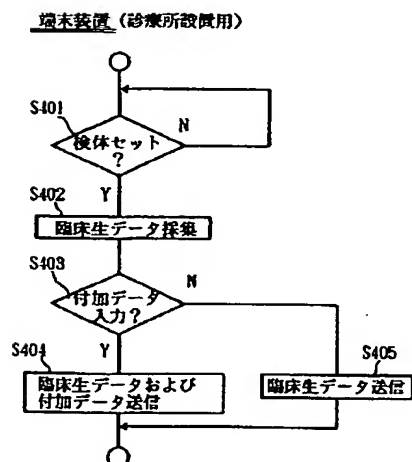 端末装置(診療所設置用)
S401
N
検体セット
?
Y
S402
臨床生データ採集
S403
N
付加データ
入力?
S404
Y
S405
臨床生データおよび
付加データ送信
臨床生データ送信